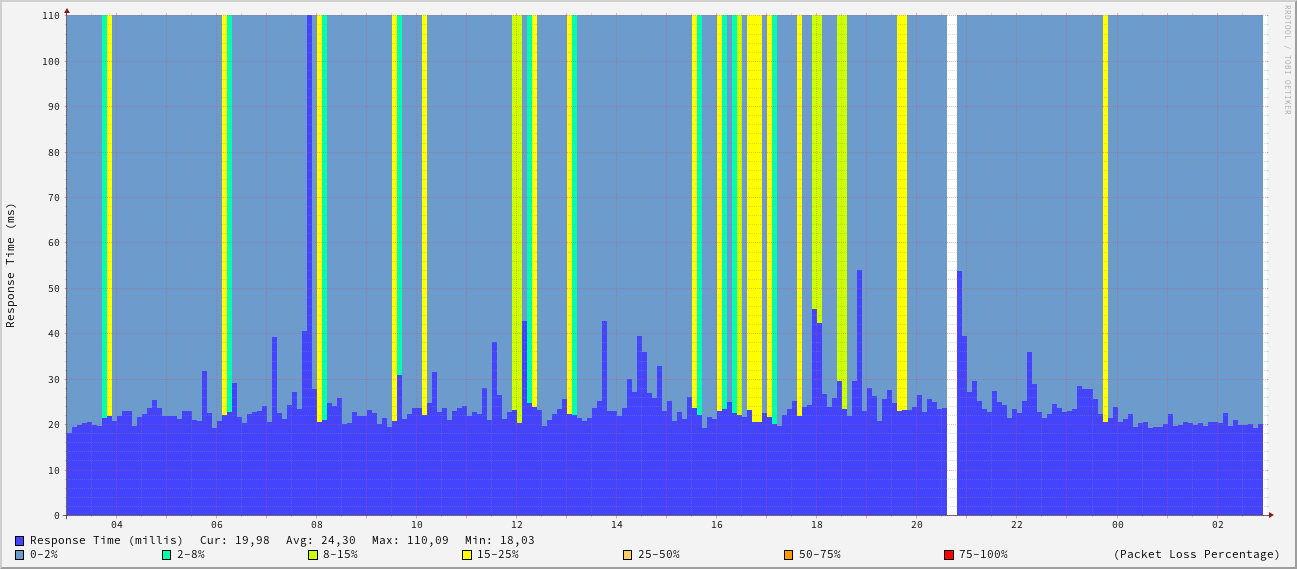 RRDTOOL / TOBI OETIKER
Response Time (ms)
110
100
90
80
70
60
50
40
30
20
10
0
04 06 08 10 12 14 16 18 20 22 00 02
Response Time (millis) Cur: 19,98 Avg: 24,30 Max: 110,09 Min: 18,03
0-2% 2-8% 8-15% 15-25% 25-50% 50-75% 75-100% (Packet Loss Percentage)